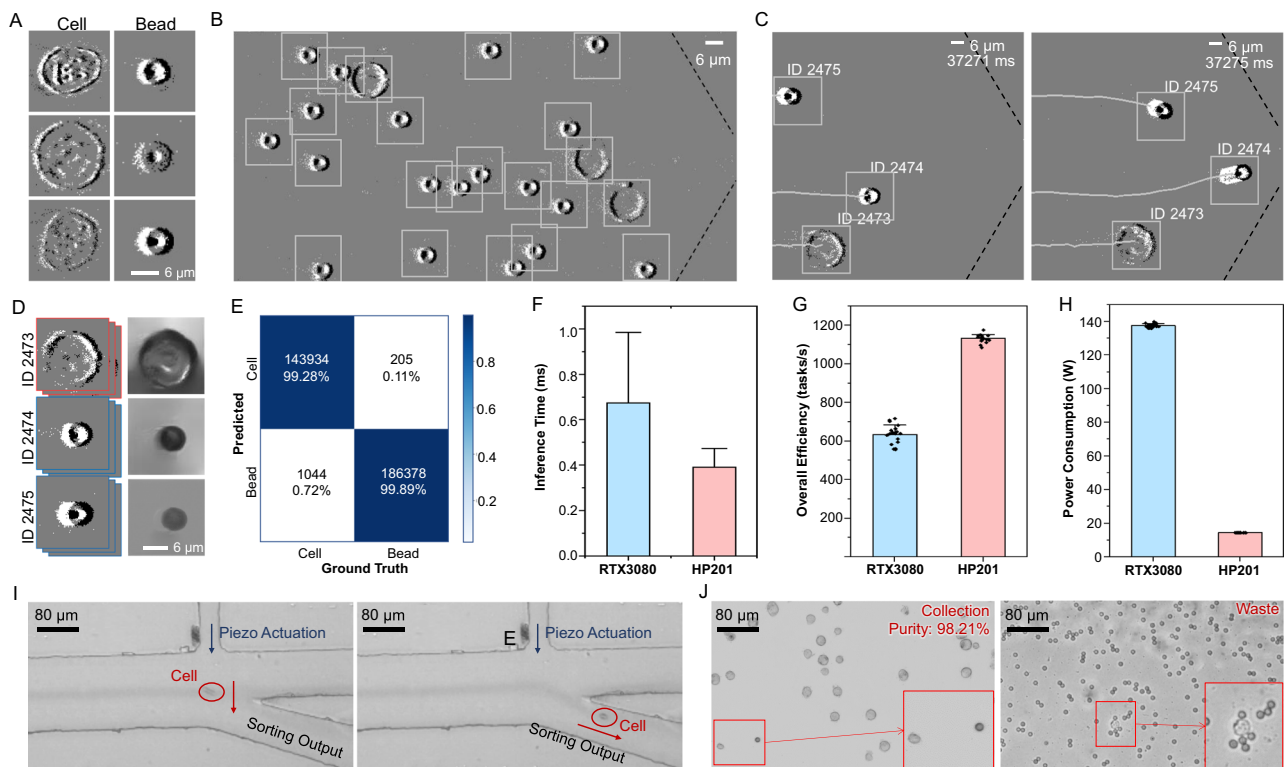 A
Cell
Bead
6 μm
B
6 μm
C
6 μm
37271 ms
ID 2475
ID 2474
ID 2473
6 μm
37275 ms
ID 2475
ID 2474
ID 2473
D
ID 2473
ID 2474
ID 2475
6 μm
E
Predicted
Cell
Bead
143934
99.28%
205
0.11%
1044
0.72%
186378
99.89%
Cell
Bead
Ground Truth
0.8
0.6
0.4
0.2
F
Inference Time (ms)
1.0
0.8
0.6
0.4
0.2
0.0
RTX3080
HP201
G
Overall Efficiency (tasks/s)
1200
1100
1000
900
800
700
600
RTX3080
HP201
H
Power Consumption (W)
140
120
100
80
60
40
20
0
RTX3080
HP201
I
80 μm
Piezo Actuation
Cell
Sorting Output
80 μm
E
Piezo Actuation
Cell
Sorting Output
J
80 μm
Collection
Purity: 98.21%
80 μm
Waste